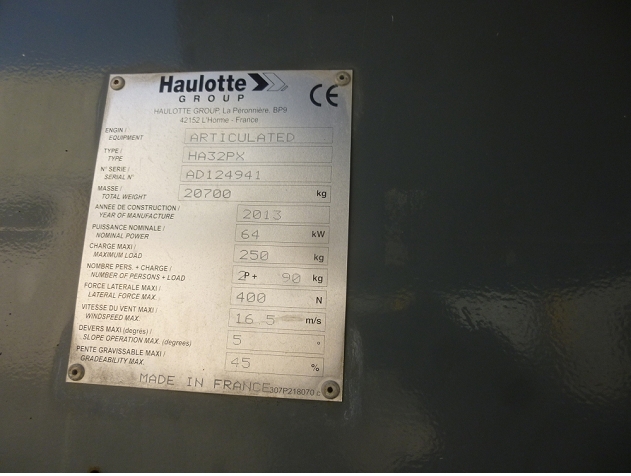 Haulotte
GROUP
CE
HAULOTTE GROUP, La Péronnière, BP9
42152 L'Horme - France
ENGIN / EQUIPMENT ARTICULATED
TYPE / TYPE HA32PX
N° SERIE / SERIAL N° AD124941
MASSE / TOTAL WEIGHT 20700 kg
ANNÉE DE CONSTRUCTION / YEAR OF MANUFACTURE 2013
PUISSANCE NOMINALE / NOMINAL POWER 64 kW
CHARGE MAXI / MAXIMUM LOAD 250 kg
NOMBRE PERS. + CHARGE / NUMBER OF PERSONS + LOAD 2P + 90 kg
FORCE LATERALE MAXI / LATERAL FORCE MAX. 400 N
VITESSE DU VENT MAXI / WINDSPEED MAX. 16.5 m/s
DEVERS MAXI (degrés) / SLOPE OPERATION MAX. (degrees) 5 °
PENTE GRAVISSABLE MAXI / GRADEABILITY MAX. 45 %
MADE IN FRANCE 307P218070 c